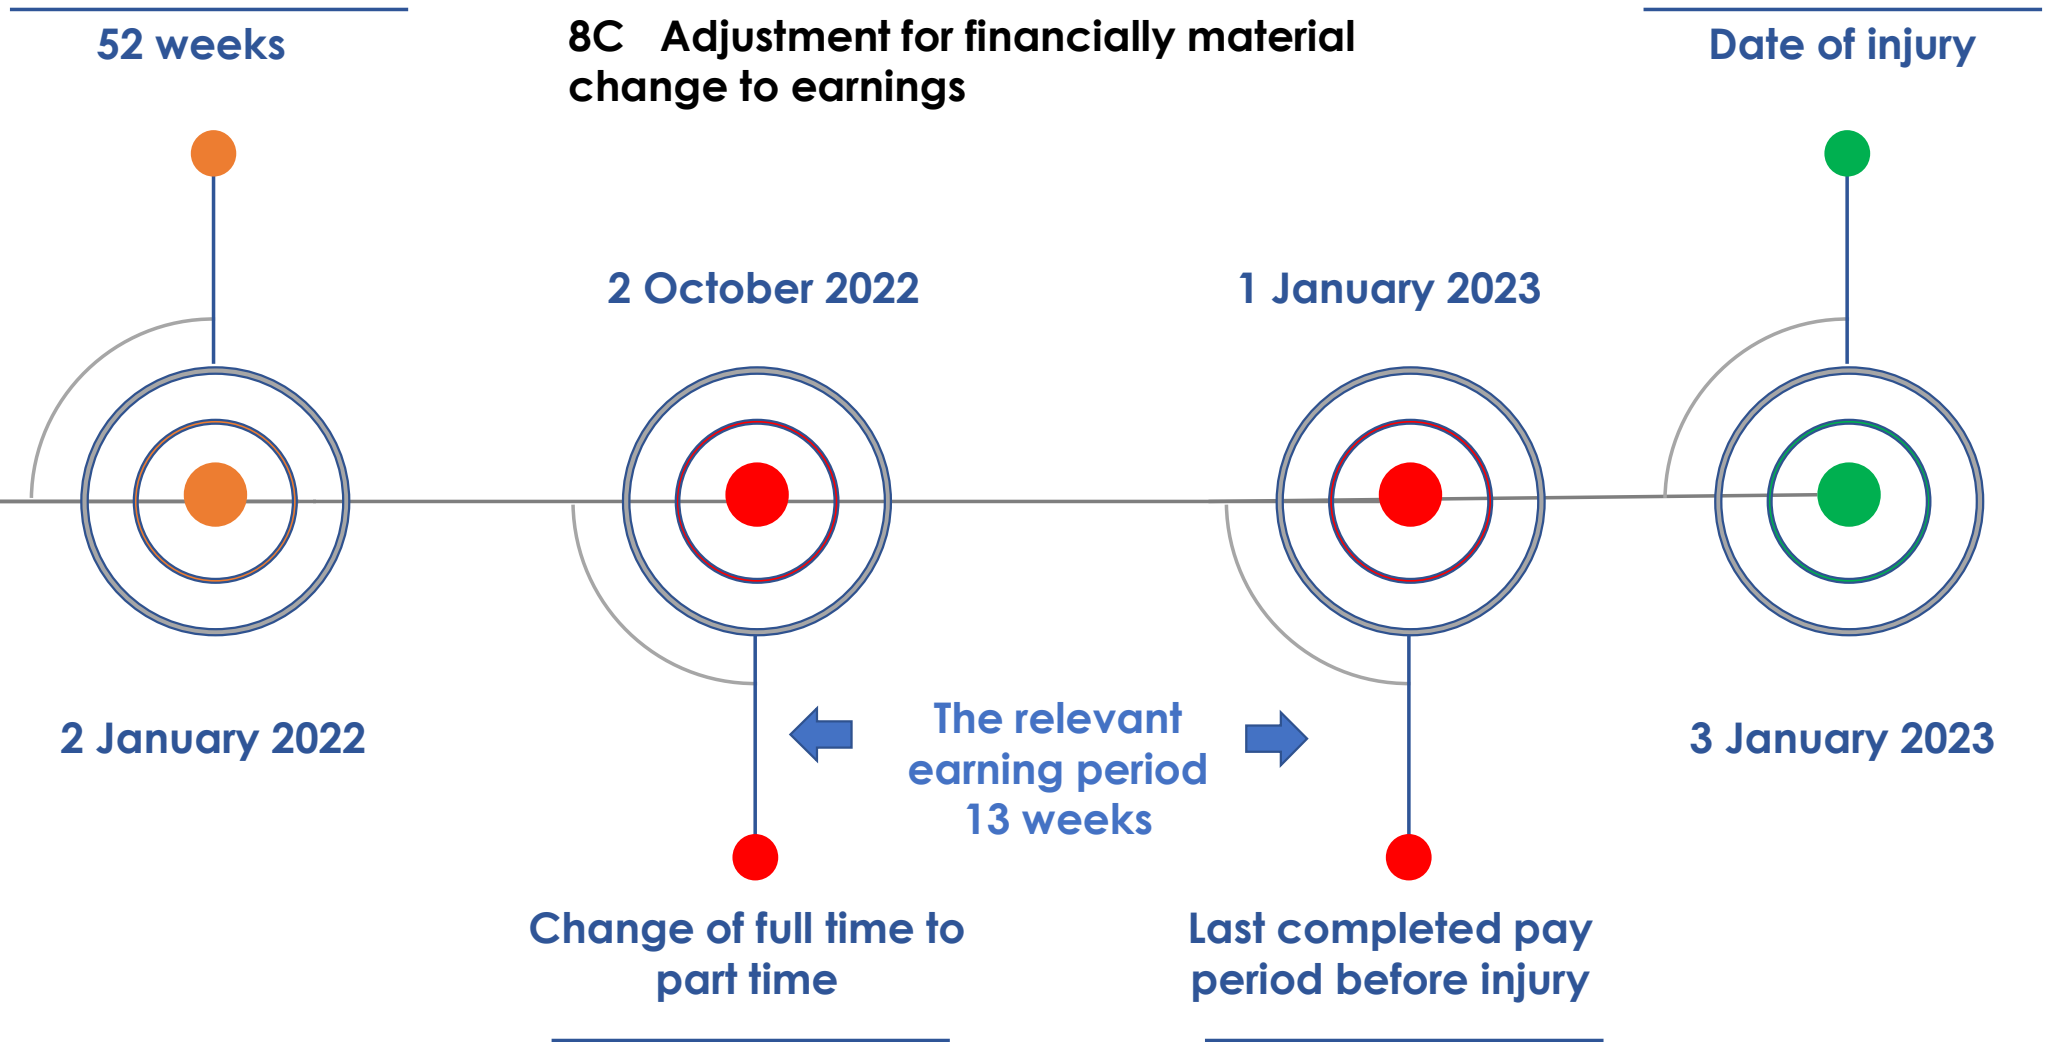 52 weeks
8C Adjustment for financially material
change to earnings
Date of injury
2 October 2022
1 January 2023
2 January 2022
The relevant
earning period
13 weeks
3 January 2023
Change of full time to
part time
Last completed pay
period before injury